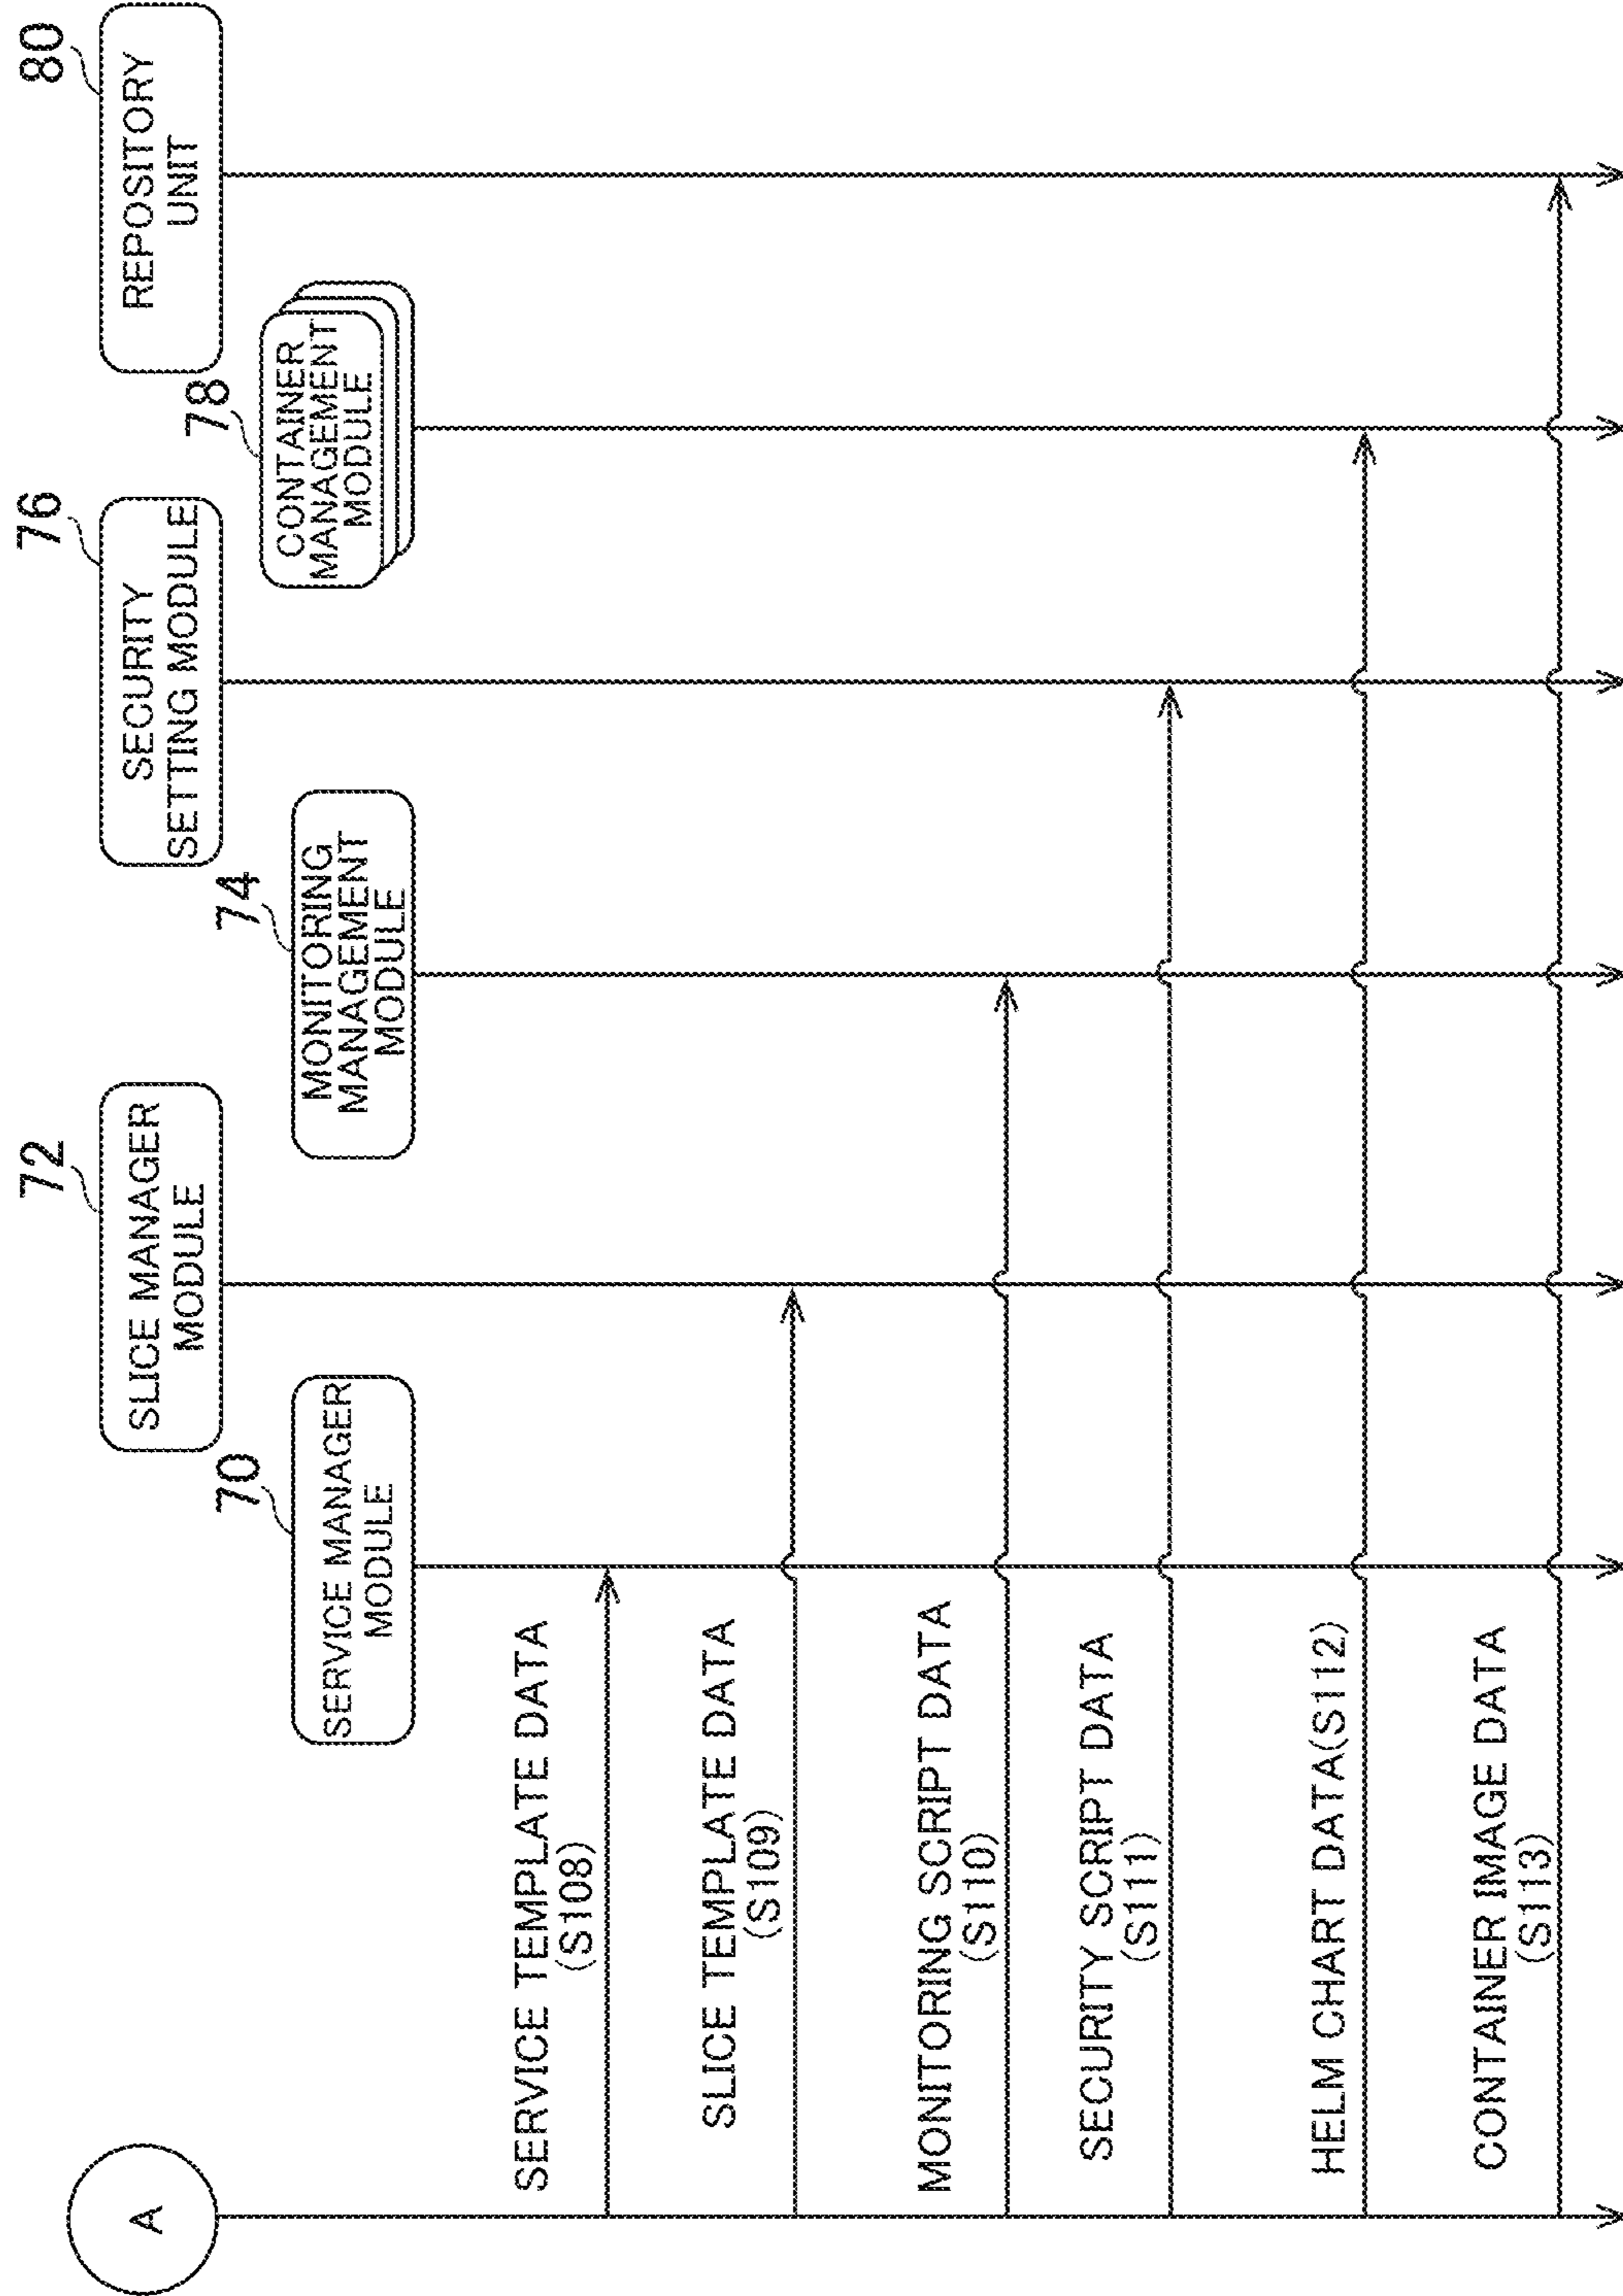 A
70
SERVICE MANAGER
MODULE
72
SLICE MANAGER
MODULE
74
MONITORING
MANAGEMENT
MODULE
76
SECURITY
SETTING MODULE
78
CONTAINER
MANAGEMENT
MODULE
80
REPOSITORY
UNIT
SERVICE TEMPLATE DATA
(S108)
SLICE TEMPLATE DATA
(S109)
MONITORING SCRIPT DATA
(S110)
SECURITY SCRIPT DATA
(S111)
HELM CHART DATA(S112)
CONTAINER IMAGE DATA
(S113)